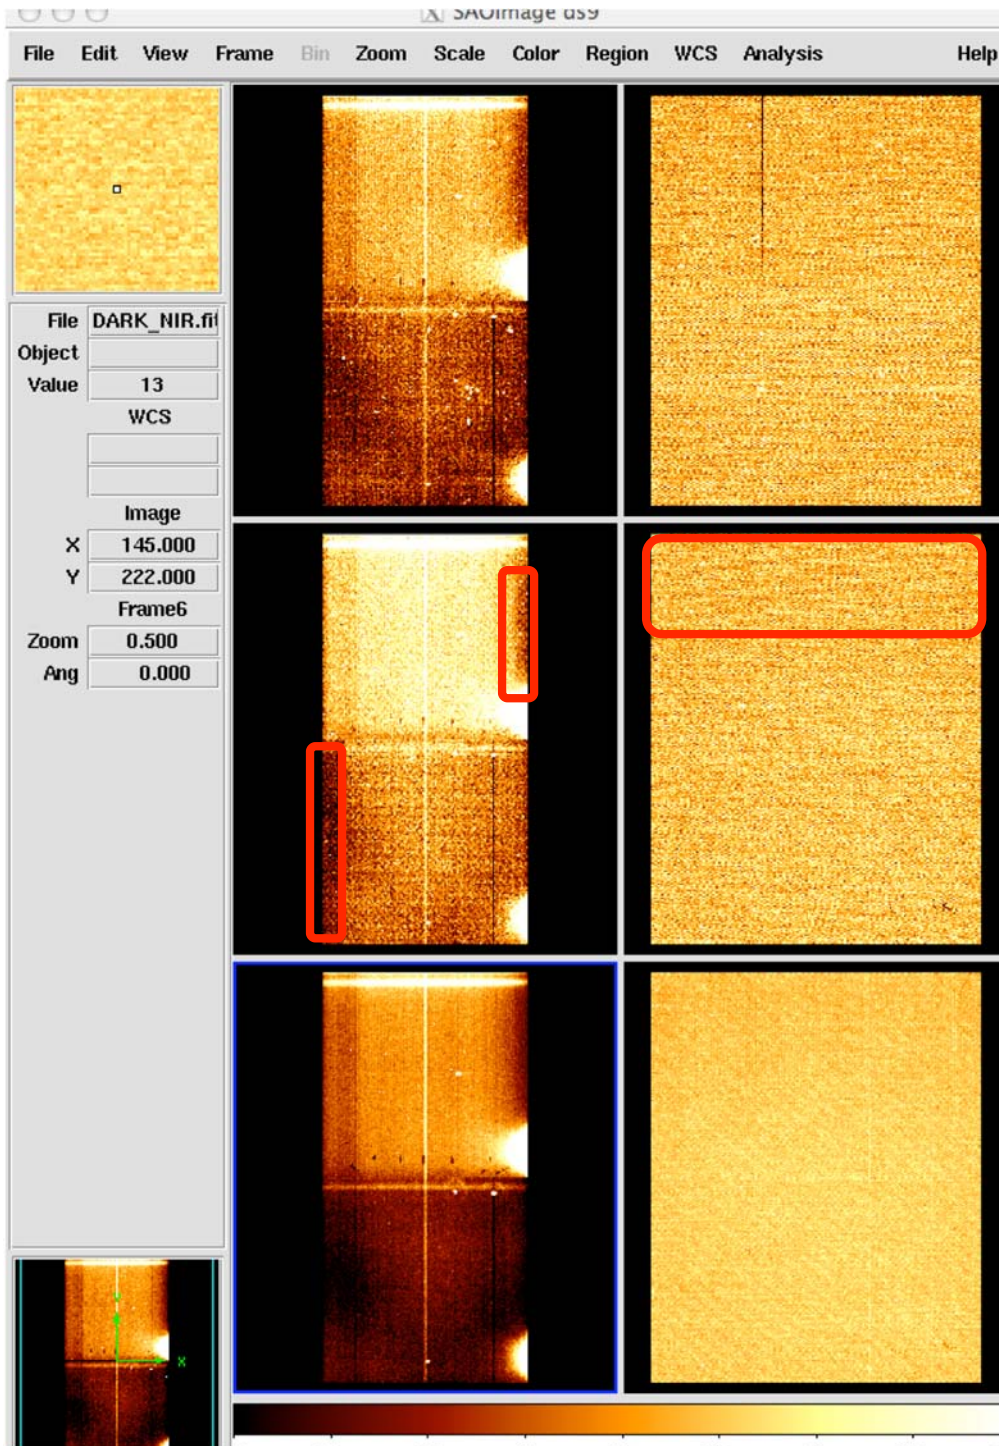 SAOImage ds9
File Edit View Frame Bin Zoom Scale Color Region WCS Analysis Help
File DARK_NIR.fit
Object
Value 13
WCS
Image
X 145.000
Y 222.000
Frame6
Zoom 0.500
Ang 0.000
Y
X